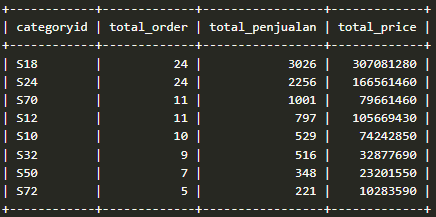 +------------+-------------+-----------------+-------------+
| categoryid | total_order | total_penjualan | total_price |
+------------+-------------+-----------------+-------------+
| S18        |          24 |            3026 |   307081280 |
| S24        |          24 |            2256 |   166561460 |
| S70        |          11 |            1001 |    79661460 |
| S12        |          11 |             797 |   105669430 |
| S10        |          10 |             529 |    74242850 |
| S32        |           9 |             516 |    32877690 |
| S50        |           7 |             348 |    23201550 |
| S72        |           5 |             221 |    10283590 |
+------------+-------------+-----------------+-------------+